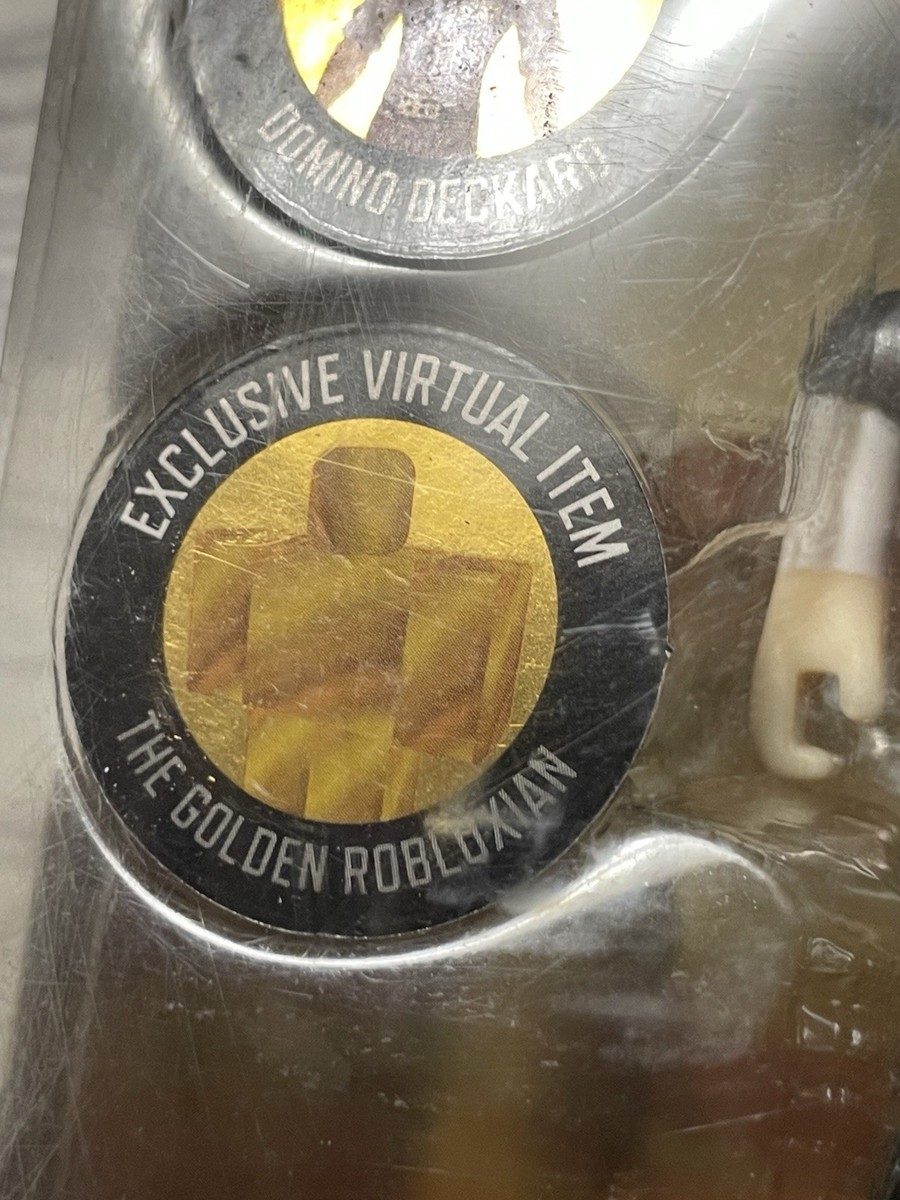 DOMINO DECKARD
EXCLUSIVE VIRTUAL ITEM
THE GOLDEN ROBLOXIAN